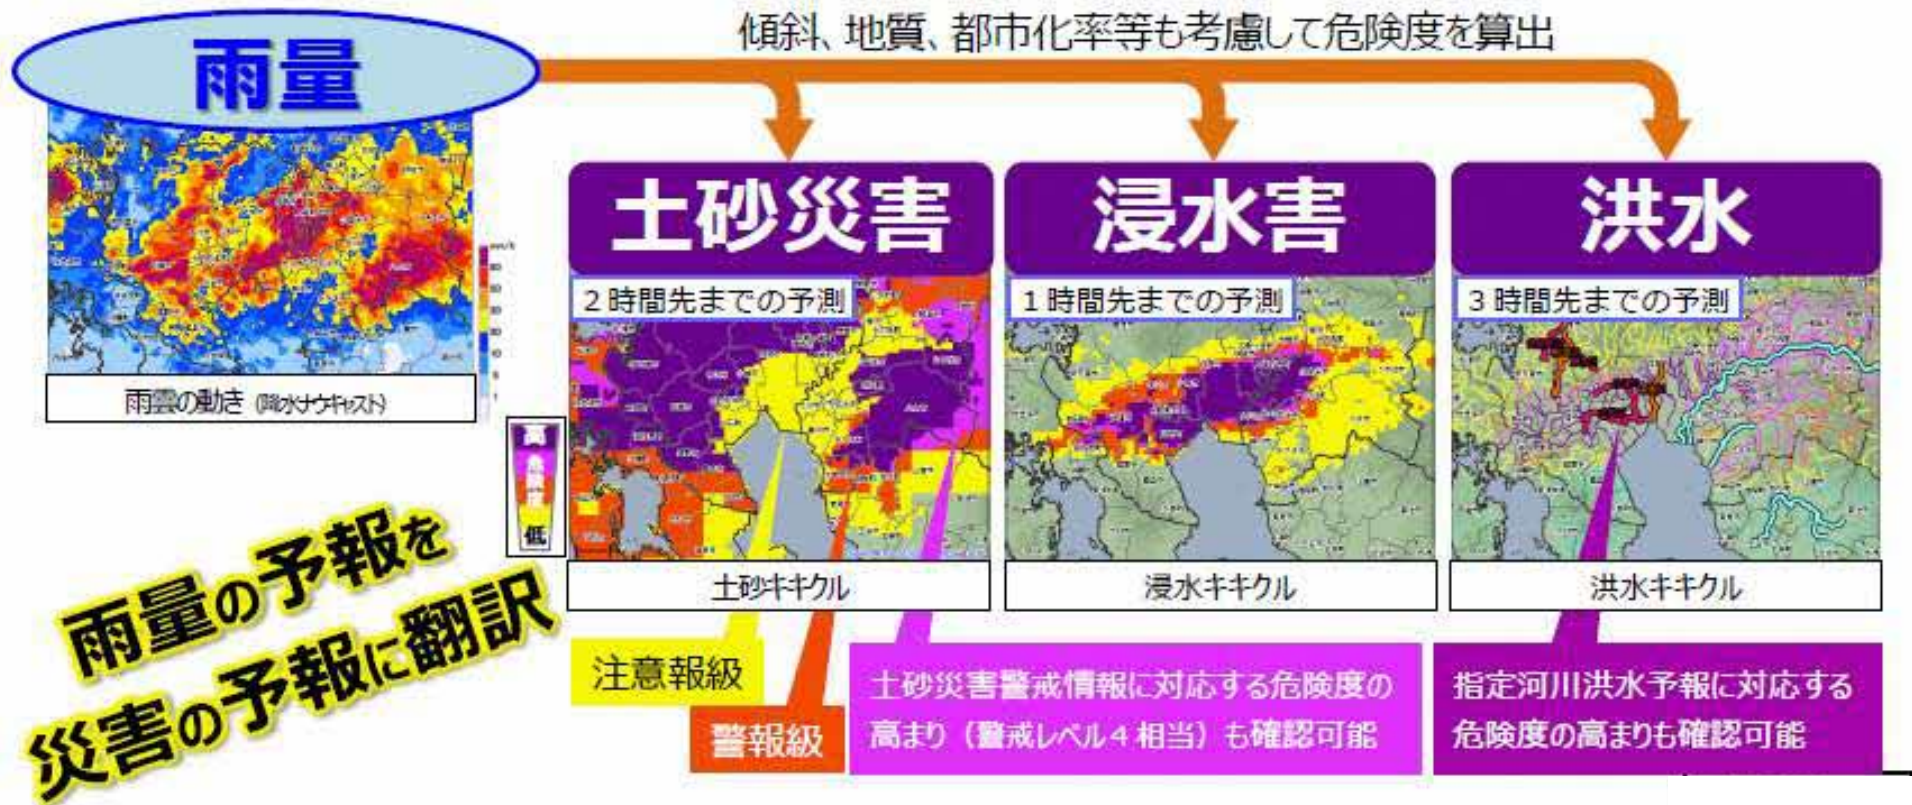 雨量
傾斜、地質、都市化率等も考慮して危険度を算出
雨雲の動き (降水ナウキャスト)
土砂災害
2時間先までの予測
土砂キキクル
浸水害
1時間先までの予測
浸水キキクル
洪水
3時間先までの予測
洪水キキクル
高
危険度
低
雨量の予報を
災害の予報に翻訳
注意報級
警報級
土砂災害警戒情報に対応する危険度の
高まり（警戒レベル4相当）も確認可能
指定河川洪水予報に対応する
危険度の高まりも確認可能